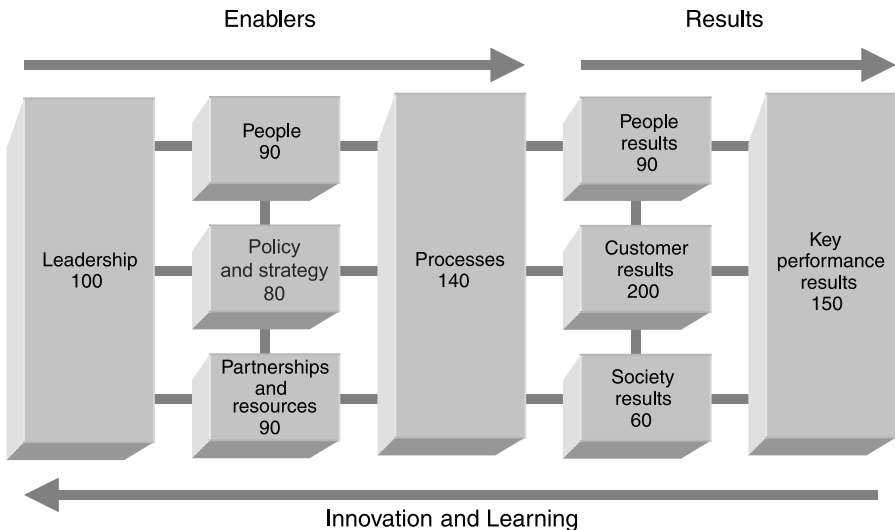 Enablers
Results
Leadership
100
People
90
Policy
and strategy
80
Partnerships
and
resources
90
Processes
140
People
results
90
Customer
results
200
Society
results
60
Key
performance
results
150
Innovation and Learning